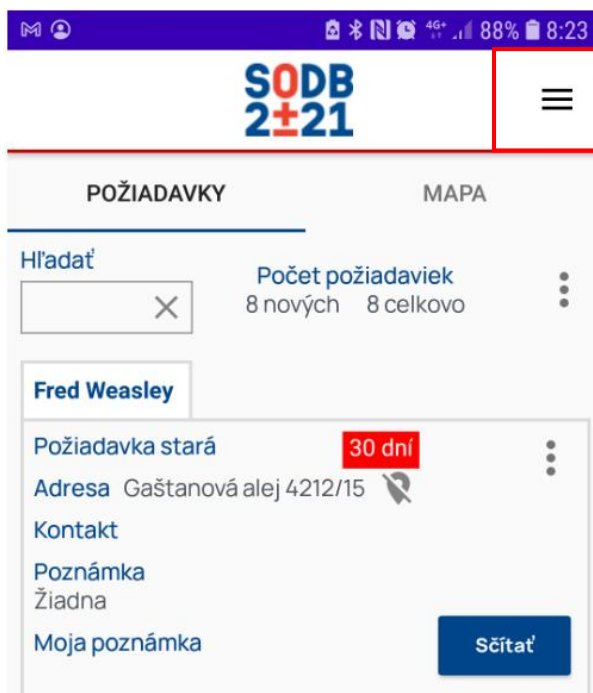 4G+ 88% 8:23
SODB
2±21
POŽIADAVKY MAPA
Hľadať
Počet požiadaviek
8 nových 8 celkovo
Fred Weasley
Požiadavka stará 30 dní
Adresa Gaštanová alej 4212/15
Kontakt
Poznámka
Žiadna
Moja poznámka Sčítať